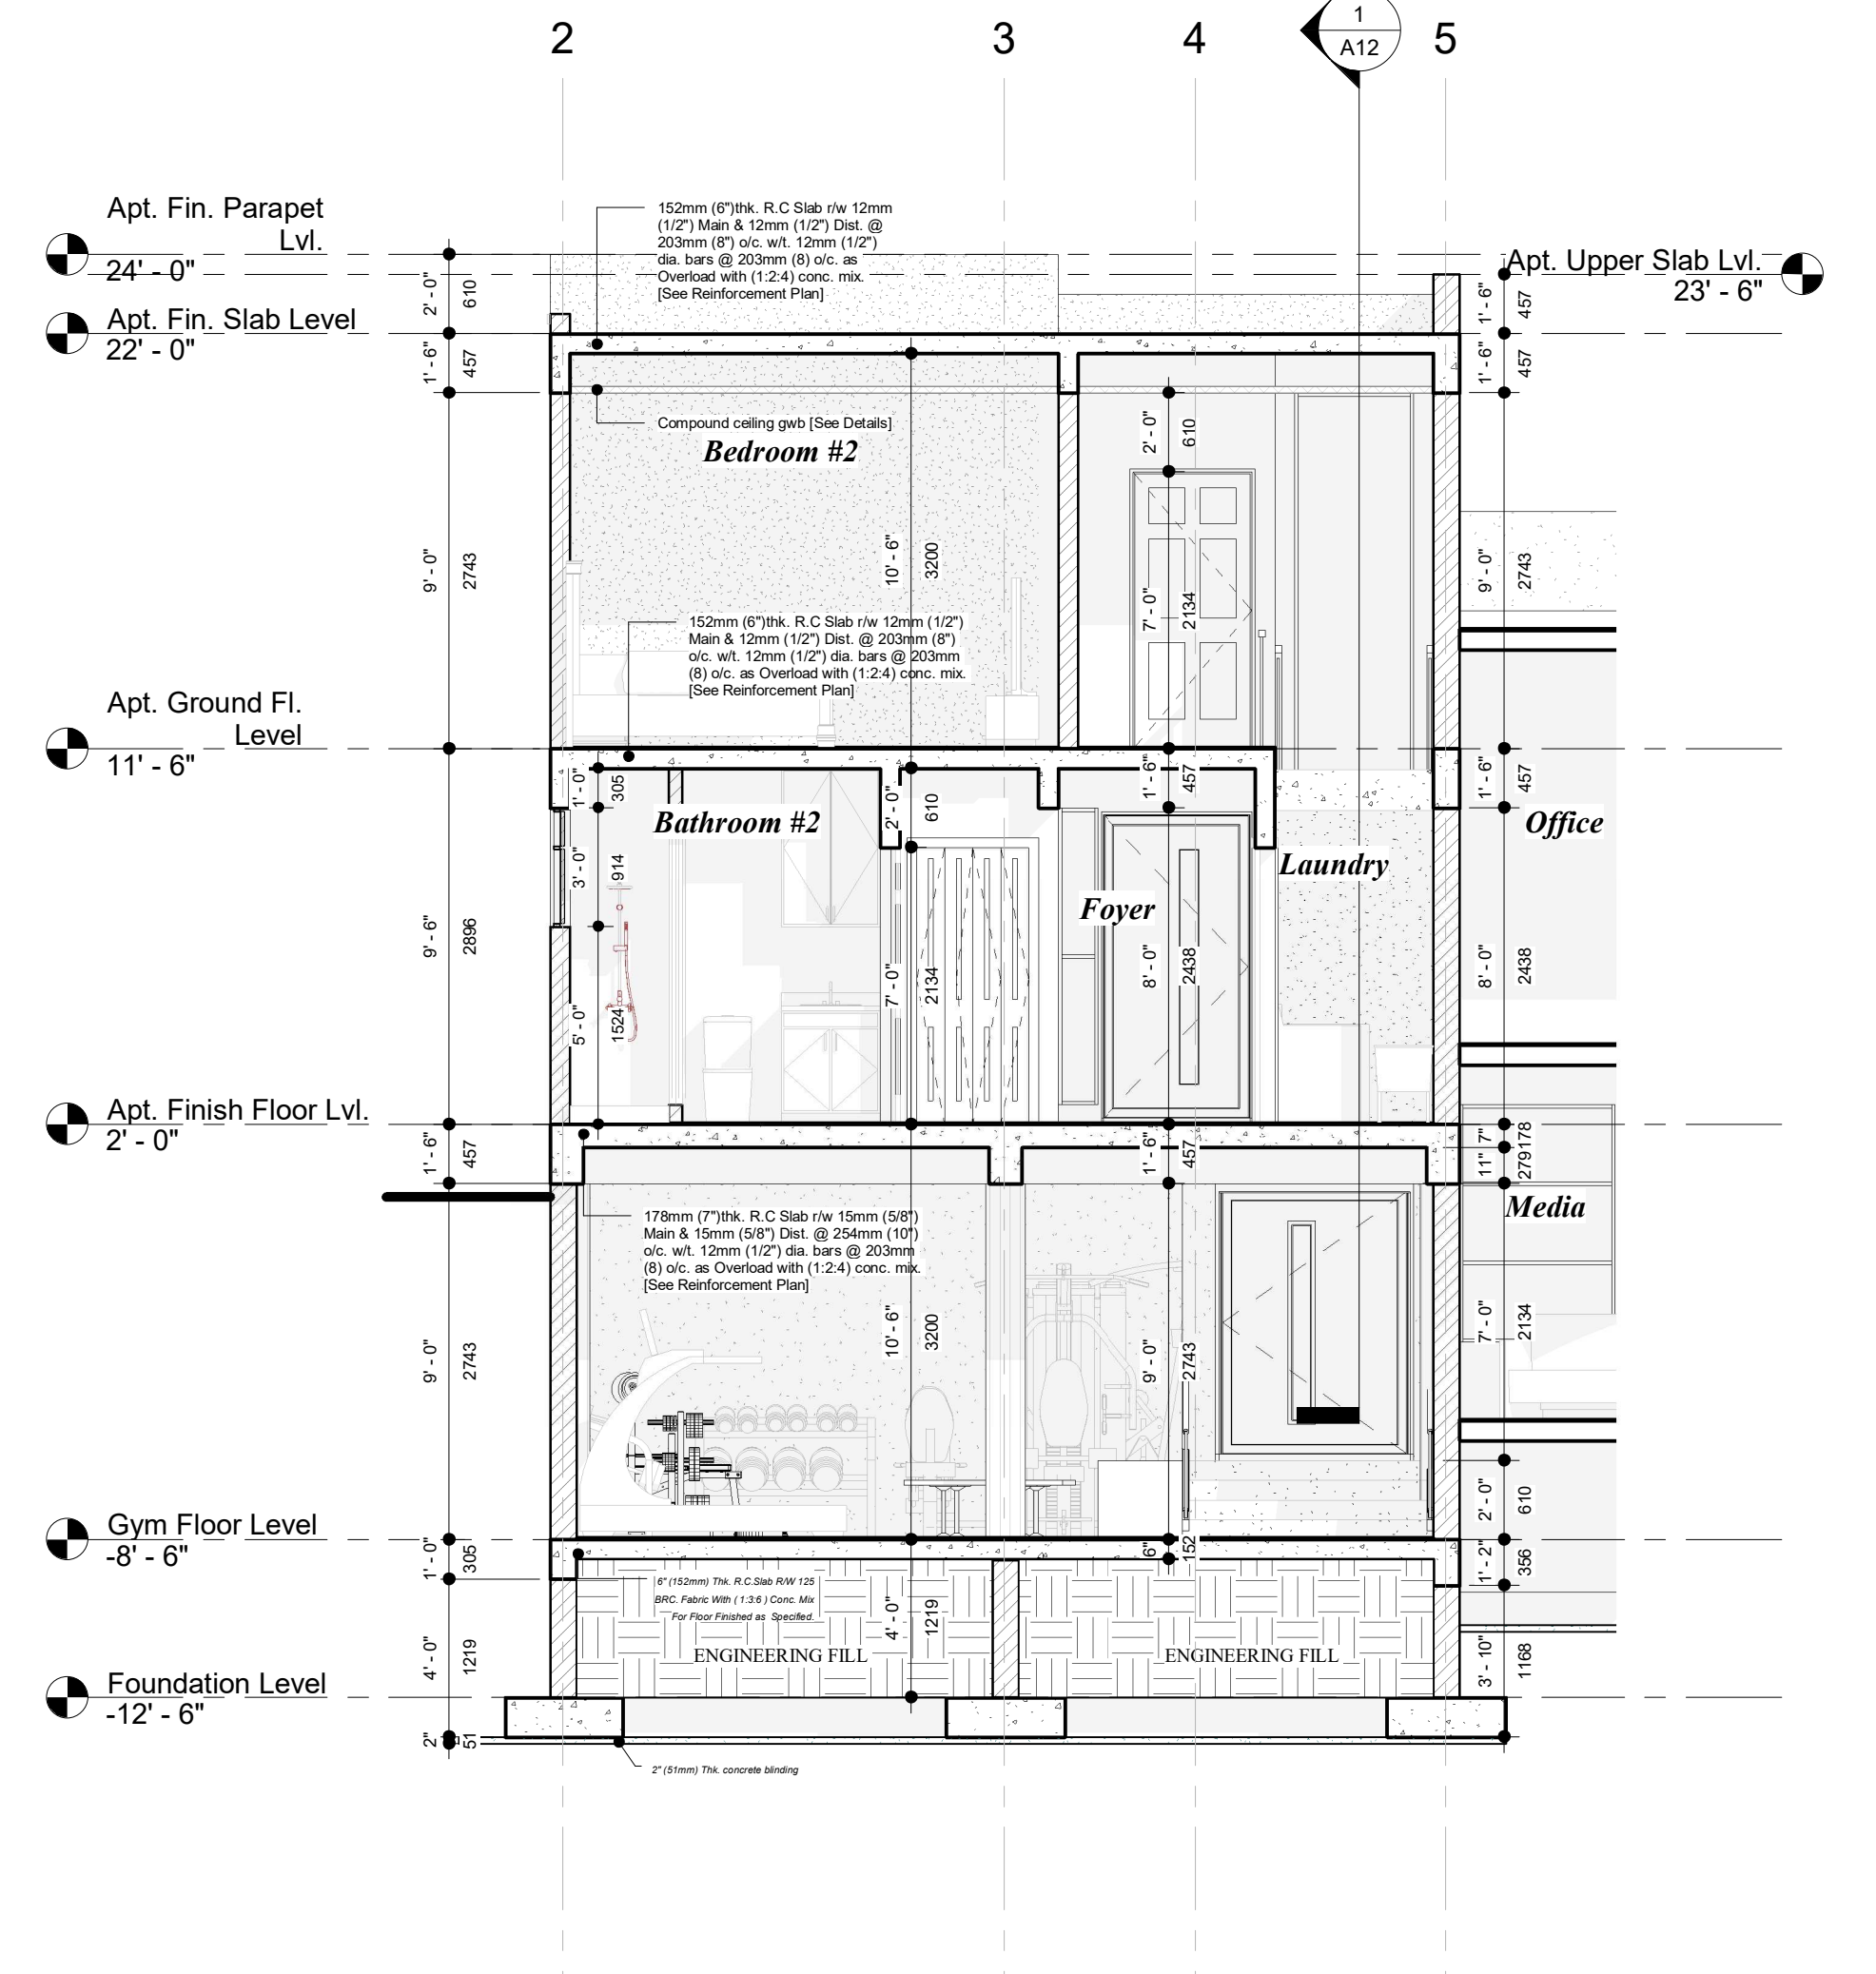 2
3
4
5
1
A12
Apt. Fin. Parapet
Lvl.
24' - 0"
Apt. Fin. Slab Level
22' - 0"
Apt. Ground Fl.
Level
11' - 6"
Apt. Finish Floor Lvl.
2' - 0"
Gym Floor Level
-8' - 6"
Foundation Level
-12' - 6"
Apt. Upper Slab Lvl.
23' - 6"
2' - 0"
610
1' - 6"
457
9' - 0"
2743
9' - 6"
2896
1' - 6"
457
9' - 0"
2743
1' - 0"
305
4' - 0"
1219
2"
51
152mm (6")thk. R.C Slab r/w 12mm
(1/2") Main & 12mm (1/2") Dist. @
203mm (8") o/c. w/t. 12mm (1/2")
dia. bars @ 203mm (8) o/c. as
Overload with (1:2:4) conc. mix.
[See Reinforcement Plan]
Compound ceiling gwb [See Details]
Bedroom #2
10' - 6"
3200
2' - 0"
610
7' - 0"
2134
152mm (6")thk. R.C Slab r/w 12mm (1/2")
Main & 12mm (1/2") Dist. @ 203mm (8")
o/c. w/t. 12mm (1/2") dia. bars @ 203mm
(8) o/c. as Overload with (1:2:4) conc. mix.
[See Reinforcement Plan]
1' - 0"
305
3' - 0"
914
5' - 0"
1524
Bathroom #2
2' - 0"
610
7' - 0"
2134
1' - 6"
457
8' - 0"
2438
Foyer
Laundry
Office
Media
1' - 6"
457
178mm (7")thk. R.C Slab r/w 15mm (5/8")
Main & 15mm (5/8") Dist. @ 254mm (10")
o/c. w/t. 12mm (1/2") dia. bars @ 203mm
(8) o/c. as Overload with (1:2:4) conc. mix.
[See Reinforcement Plan]
10' - 6"
3200
9' - 0"
2743
6"
152
6" (152mm) Thk. R.C.Slab R/W 125
BRC. Fabric With ( 1:3:6 ) Conc. Mix
For Floor Finished as Specified.
4' - 0"
1219
ENGINEERING FILL
ENGINEERING FILL
2" (51mm) Thk. concrete blinding
1' - 6"
457
1' - 6"
457
9' - 0"
2743
1' - 6"
457
8' - 0"
2438
7"
178
11"
279
7' - 0"
2134
2' - 0"
610
1' - 2"
356
3' - 10"
1168